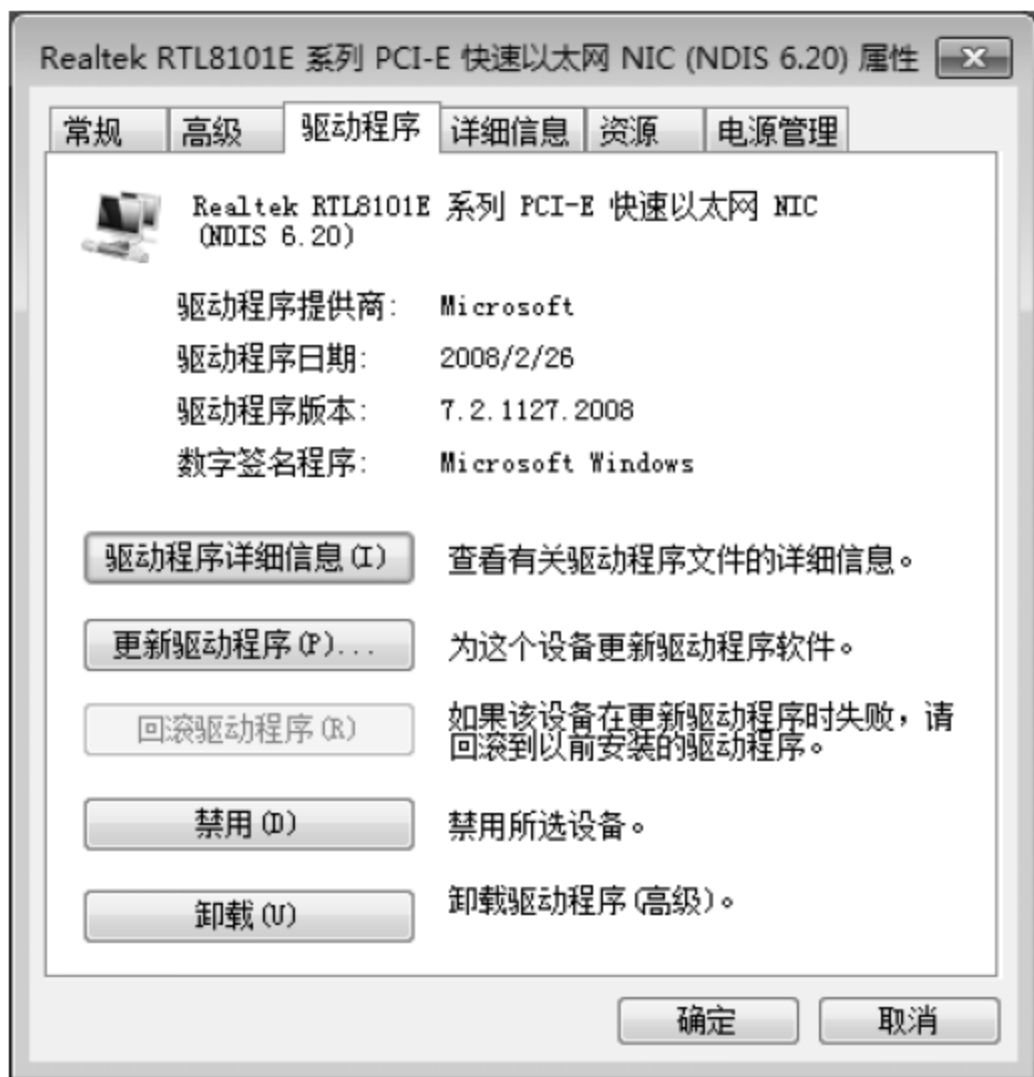 Realtek RTL8101E 系列 PCI-E 快速以太网 NIC (NDIS 6.20) 属性
常规 高级 驱动程序 详细信息 资源 电源管理
Realtek RTL8101E 系列 PCI-E 快速以太网 NIC
(NDIS 6.20)
驱动程序提供商: Microsoft
驱动程序日期: 2008/2/26
驱动程序版本: 7.2.1127.2008
数字签名程序: Microsoft Windows
驱动程序详细信息(I) 查看有关驱动程序文件的详细信息。
更新驱动程序(P)... 为这个设备更新驱动程序软件。
回滚驱动程序(R) 如果该设备在更新驱动程序时失败，请
回滚到以前安装的驱动程序。
禁用(D) 禁用所选设备。
卸载(U) 卸载驱动程序(高级)。
确定 取消